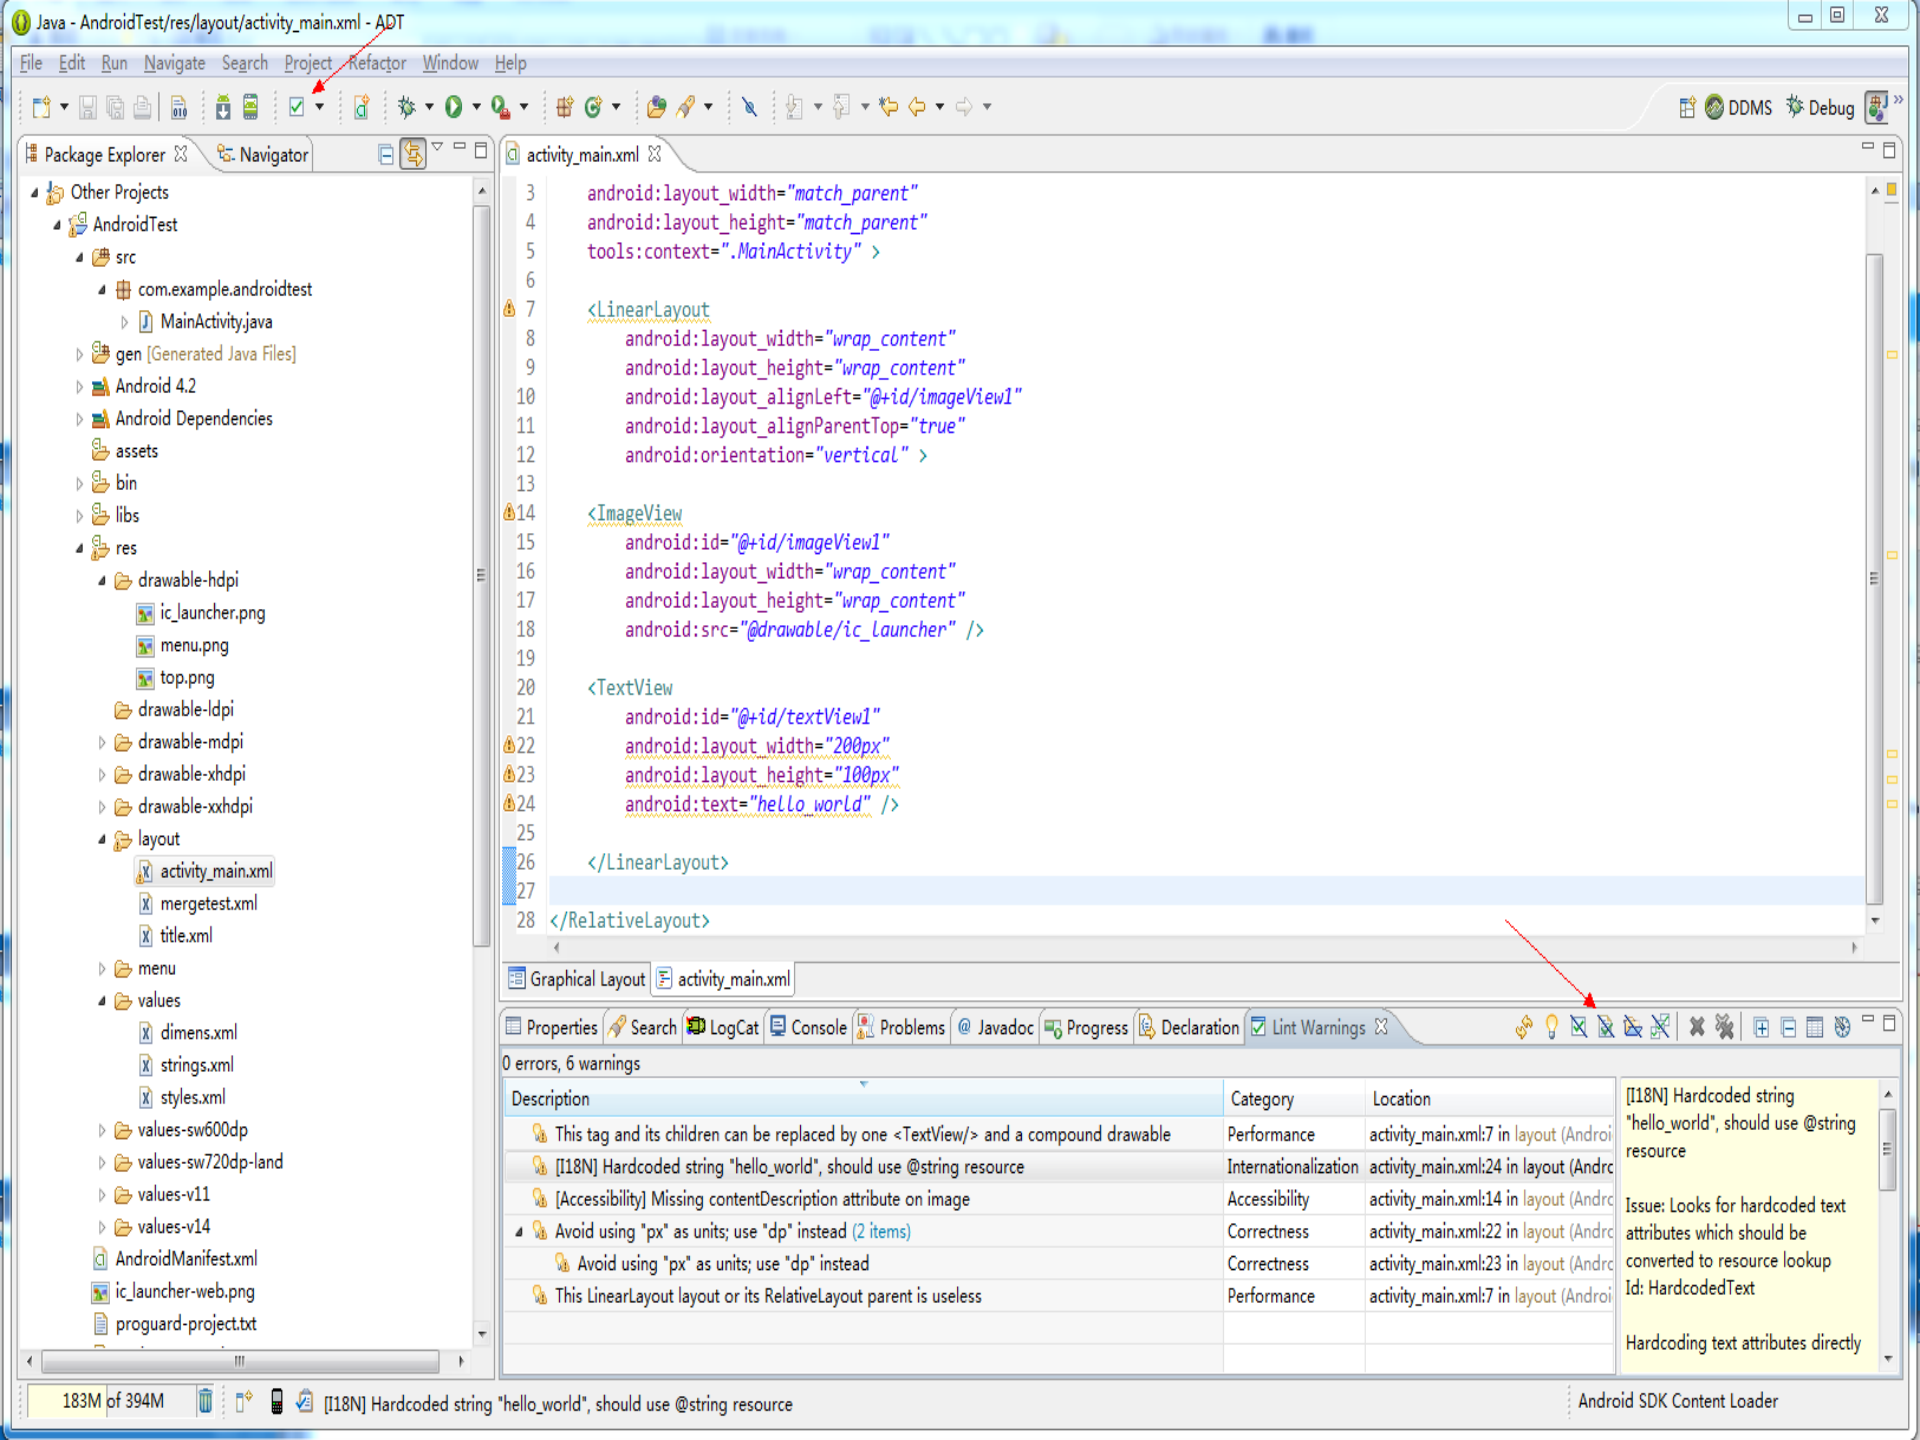 Java - AndroidTest/res/layout/activity_main.xml - ADT
File Edit Run Navigate Search Project Refactor Window Help
DDMS Debug
Package Explorer Navigator
Other Projects
AndroidTest
src
com.example.androidtest
MainActivity.java
gen [Generated Java Files]
Android 4.2
Android Dependencies
assets
bin
libs
res
drawable-hdpi
ic_launcher.png
menu.png
top.png
drawable-ldpi
drawable-mdpi
drawable-xhdpi
drawable-xxhdpi
layout
activity_main.xml
mergetest.xml
title.xml
menu
values
dimens.xml
strings.xml
styles.xml
values-sw600dp
values-sw720dp-land
values-v11
values-v14
AndroidManifest.xml
ic_launcher-web.png
proguard-project.txt
activity_main.xml
3 android:layout_width="match_parent"
4 android:layout_height="match_parent"
5 tools:context=".MainActivity" >
6
7 <LinearLayout
8 android:layout_width="wrap_content"
9 android:layout_height="wrap_content"
10 android:layout_alignLeft="@+id/imageView1"
11 android:layout_alignParentTop="true"
12 android:orientation="vertical" >
13
14 <ImageView
15 android:id="@+id/imageView1"
16 android:layout_width="wrap_content"
17 android:layout_height="wrap_content"
18 android:src="@drawable/ic_launcher" />
19
20 <TextView
21 android:id="@+id/textView1"
22 android:layout_width="200px"
23 android:layout_height="100px"
24 android:text="hello_world" />
25
26 </LinearLayout>
27
28 </RelativeLayout>
Graphical Layout activity_main.xml
Properties Search LogCat Console Problems @ Javadoc Progress Declaration Lint Warnings
0 errors, 6 warnings
Description Category Location
This tag and its children can be replaced by one <TextView/> and a compound drawable Performance activity_main.xml:7 in layout (Androi
[I18N] Hardcoded string "hello_world", should use @string resource Internationalization activity_main.xml:24 in layout (Andrc
[Accessibility] Missing contentDescription attribute on image Accessibility activity_main.xml:14 in layout (Andrc
Avoid using "px" as units; use "dp" instead (2 items) Correctness activity_main.xml:22 in layout (Andrc
Avoid using "px" as units; use "dp" instead Correctness activity_main.xml:23 in layout (Andrc
This LinearLayout layout or its RelativeLayout parent is useless Performance activity_main.xml:7 in layout (Androi
[I18N] Hardcoded string
"hello_world", should use @string
resource
Issue: Looks for hardcoded text
attributes which should be
converted to resource lookup
Id: HardcodedText
Hardcoding text attributes directly
183M of 394M
[I18N] Hardcoded string "hello_world", should use @string resource
Android SDK Content Loader